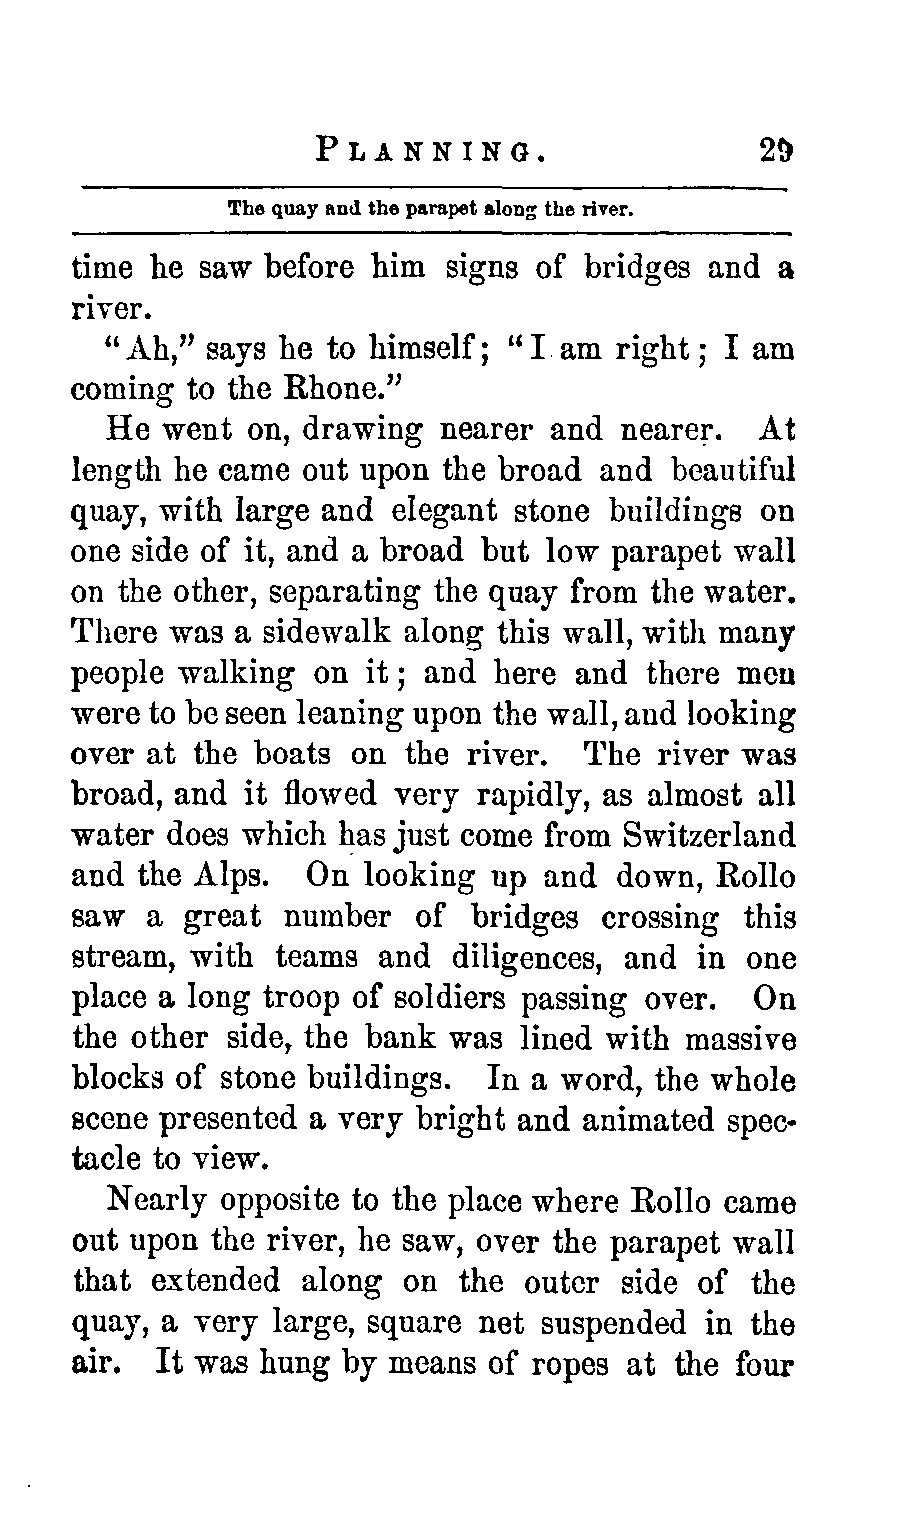 PLANNING. 29
The quay and the parapet along the river.
time he saw before him signs of bridges and a
river.
"Ah," says he to himself; "I am right; I am
coming to the Rhone."
He went on, drawing nearer and nearer. At
length he came out upon the broad and beautiful
quay, with large and elegant stone buildings on
one side of it, and a broad but low parapet wall
on the other, separating the quay from the water.
There was a sidewalk along this wall, with many
people walking on it; and here and there men
were to be seen leaning upon the wall, and looking
over at the boats on the river. The river was
broad, and it flowed very rapidly, as almost all
water does which has just come from Switzerland
and the Alps. On looking up and down, Rollo
saw a great number of bridges crossing this
stream, with teams and diligences, and in one
place a long troop of soldiers passing over. On
the other side, the bank was lined with massive
blocks of stone buildings. In a word, the whole
scene presented a very bright and animated spec-
tacle to view.
Nearly opposite to the place where Rollo came
out upon the river, he saw, over the parapet wall
that extended along on the outer side of the
quay, a very large, square net suspended in the
air. It was hung by means of ropes at the four